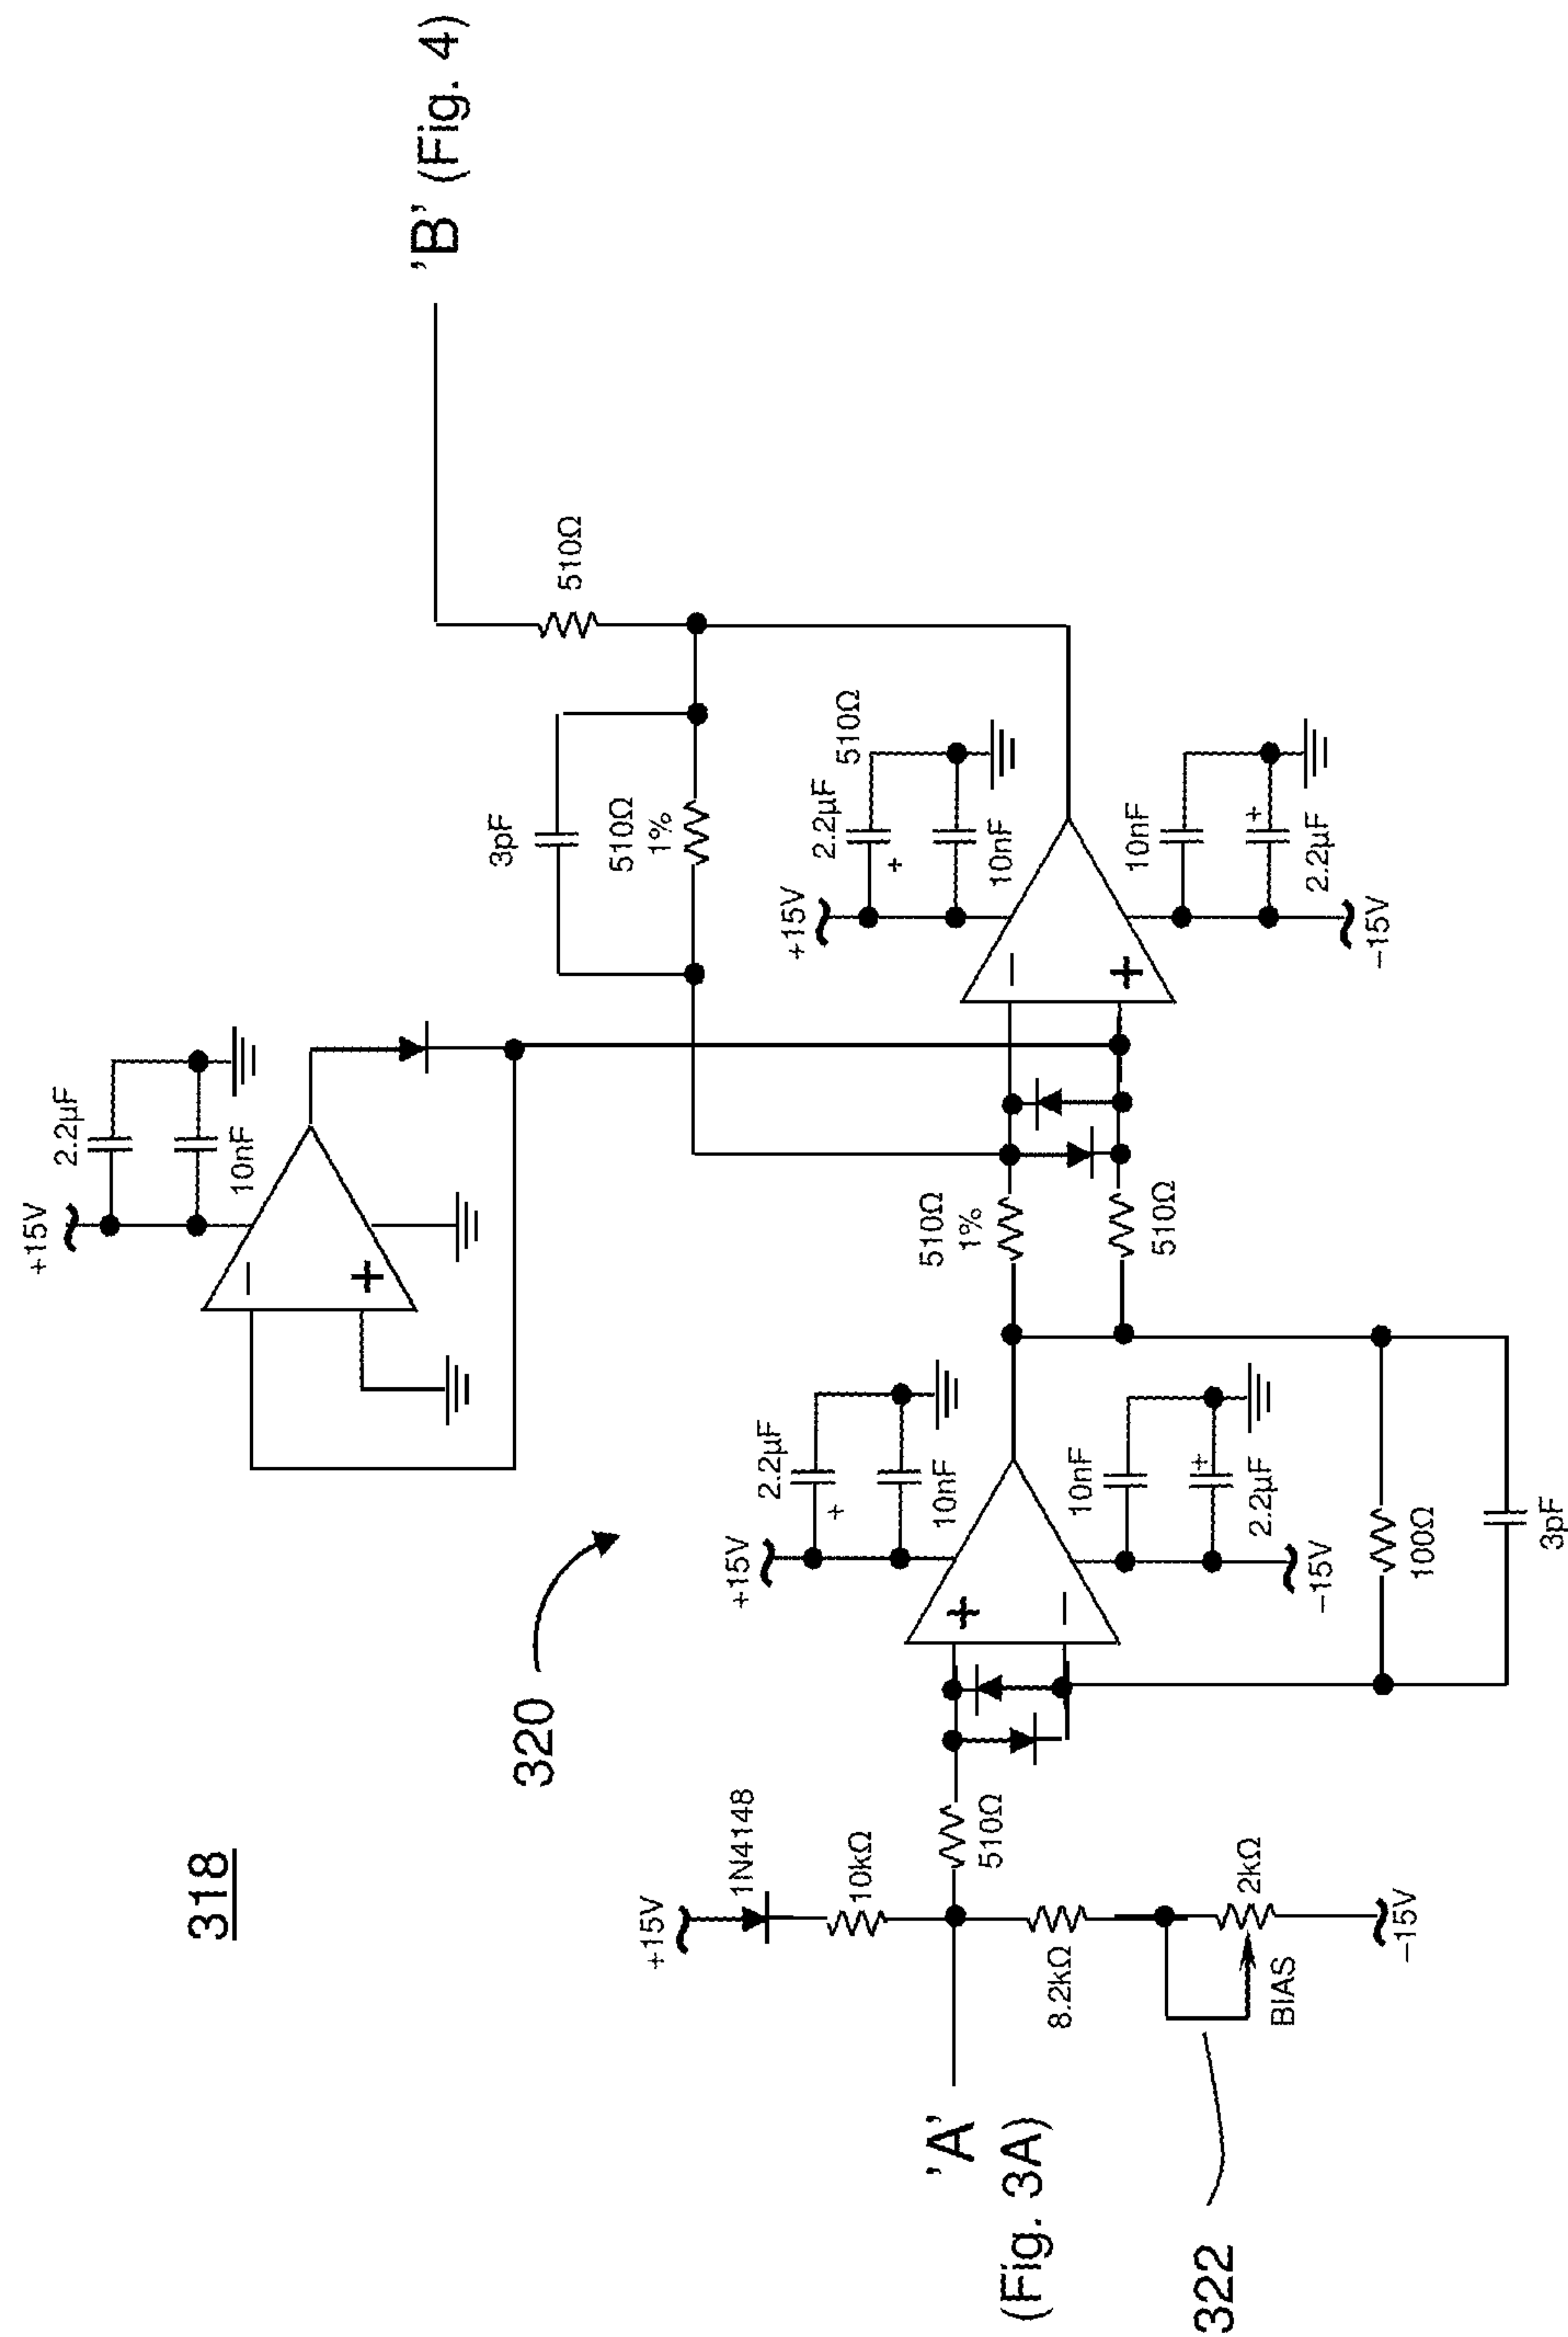 318
320
+15V
2.2µF
10nF
'B' (Fig. 4)
510Ω
3pF
510Ω
1%
+15V
2.2µF
510Ω
+
10nF
−
+
10nF
+
2.2µF
−15V
−
+
510Ω
1%
510Ω
+15V
2.2µF
+
10nF
+
−
10nF
+
2.2µF
−15V
100Ω
3pF
+15V
1N4148
10kΩ
510Ω
'A'
(Fig. 3A)
8.2kΩ
2kΩ
BIAS
−15V
322